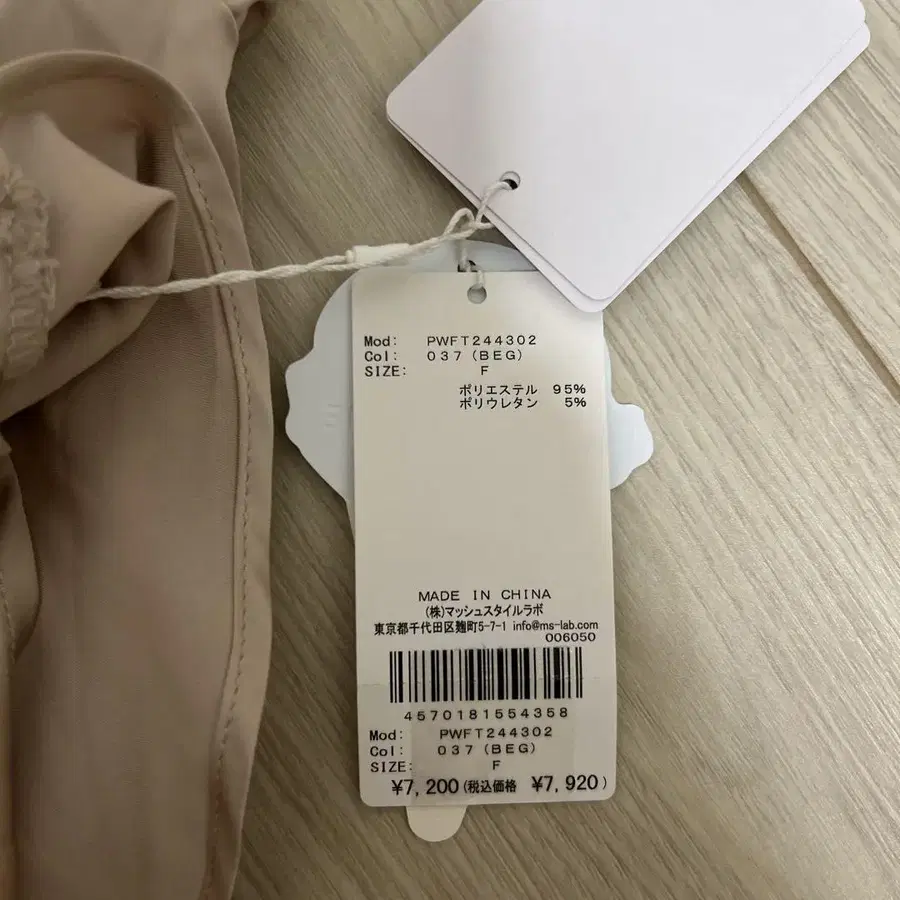 Mod: PWFT244302
Col: 037(BEG)
SIZE: F
ポリエステル 95%
ポリウレタン 5%
MADE IN CHINA
(株)マッシュスタイルラボ
東京都千代田区麹町5-7-1 info@ms-lab.com
006050
4570181554358
Mod: PWFT244302
Col: 037(BEG)
SIZE: F
¥7,200(税込価格 ¥7,920)